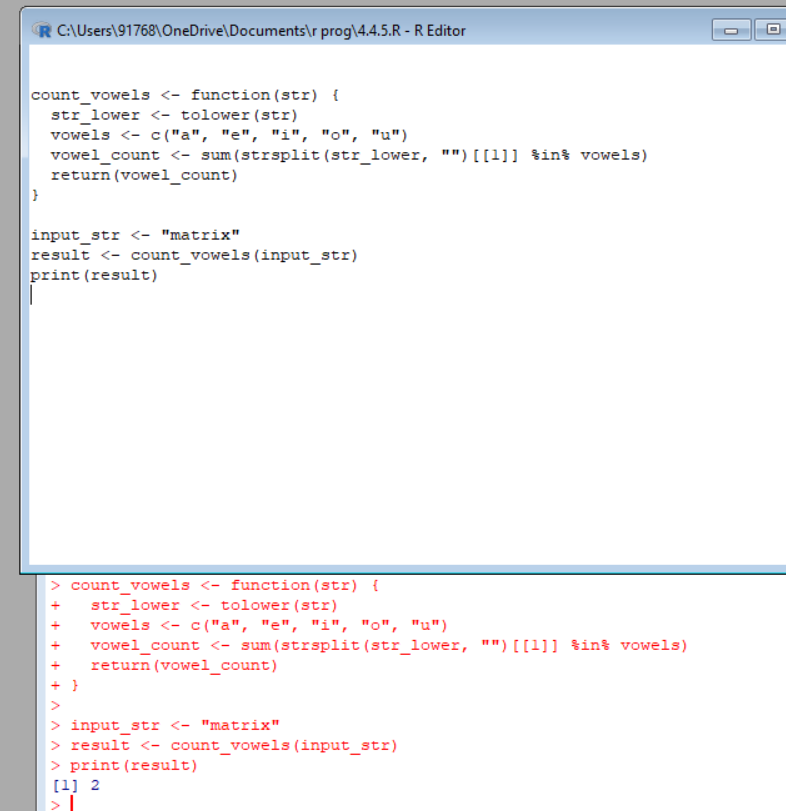 C:\Users\91768\OneDrive\Documents\r prog\4.4.5.R - R Editor
count_vowels <- function(str) {
  str_lower <- tolower(str)
  vowels <- c("a", "e", "i", "o", "u")
  vowel_count <- sum(strsplit(str_lower, "")[[1]] %in% vowels)
  return(vowel_count)
}
input_str <- "matrix"
result <- count_vowels(input_str)
print(result)
> count_vowels <- function(str) {
+   str_lower <- tolower(str)
+   vowels <- c("a", "e", "i", "o", "u")
+   vowel_count <- sum(strsplit(str_lower, "")[[1]] %in% vowels)
+   return(vowel_count)
+ }
>
> input_str <- "matrix"
> result <- count_vowels(input_str)
> print(result)
[1] 2
>